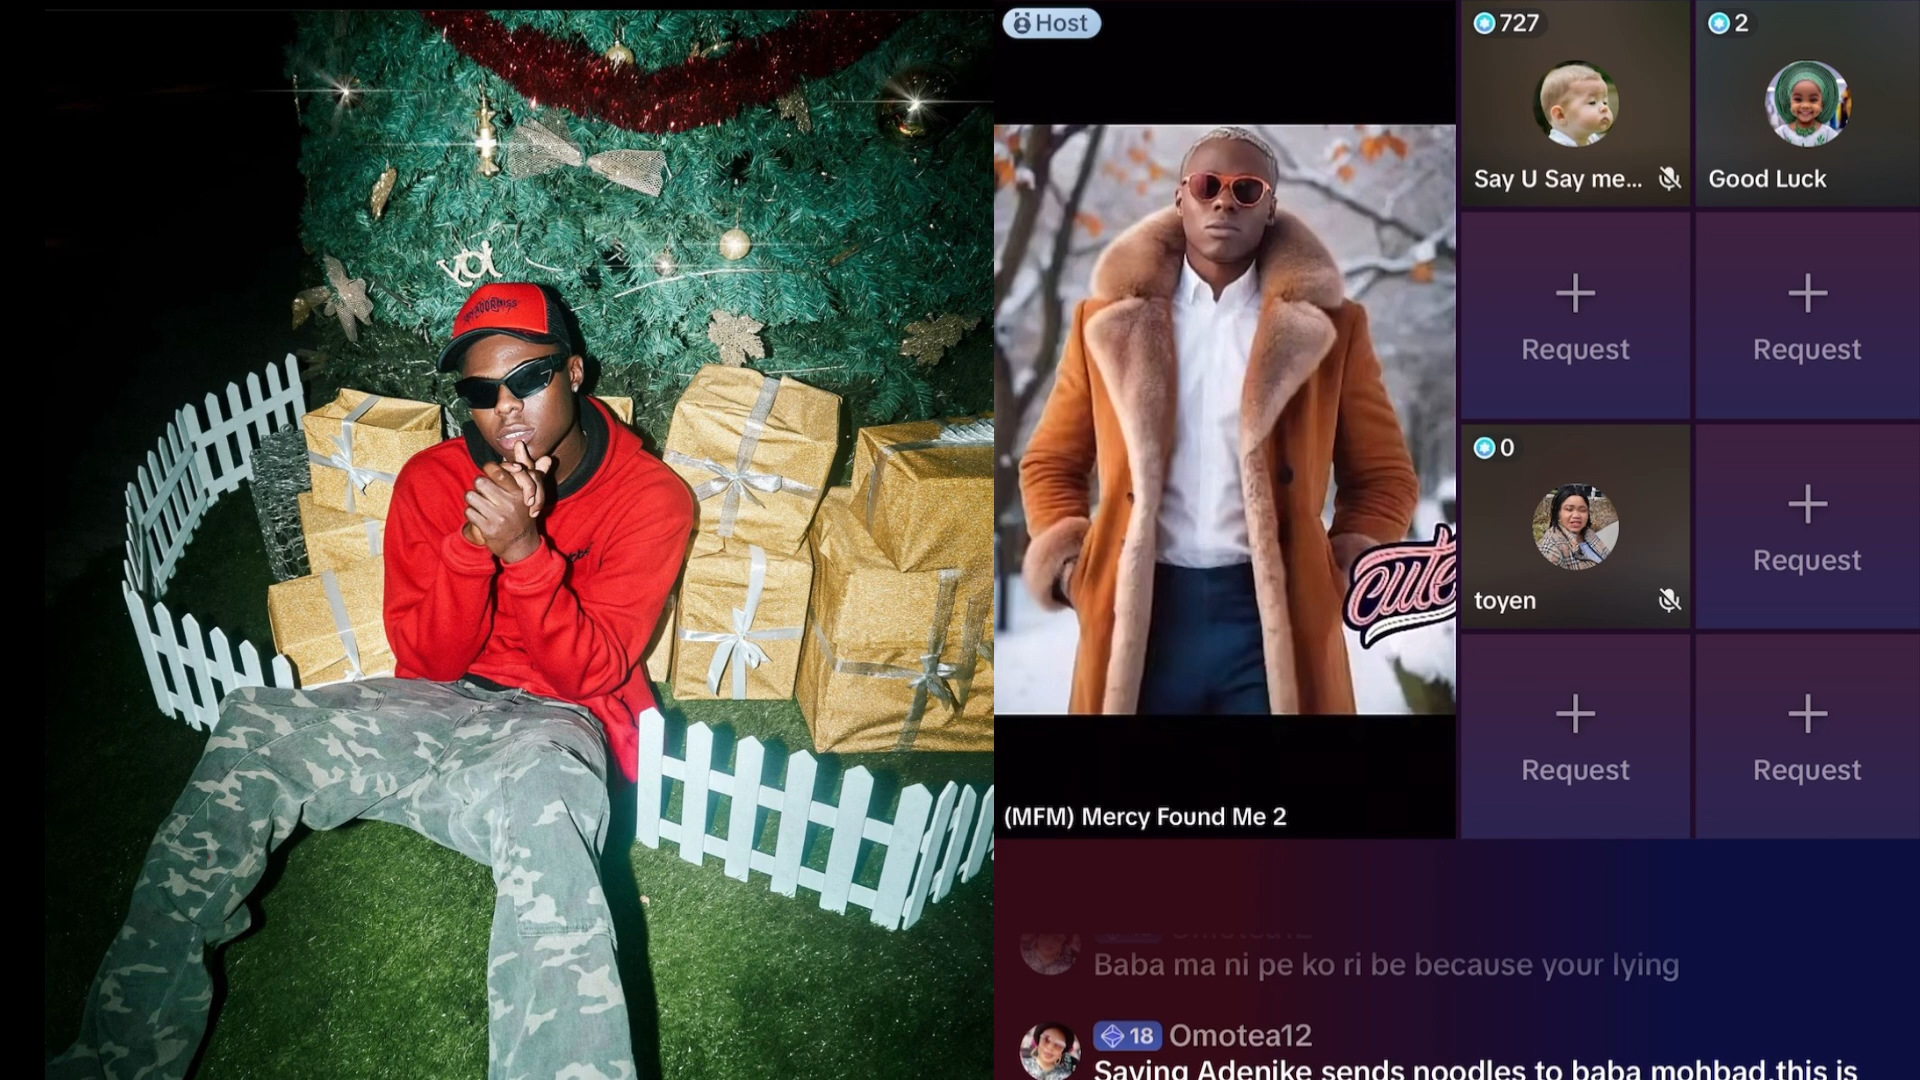 JOY
Host
727
2
Say U Say me...
Good Luck
Request
Request
0
toyen
Request
Request
Request
cute
(MFM) Mercy Found Me 2
Omotea12
Baba ma ni pe ko ri be because your lying
18 Omotea12
Saying Adenike sends noodles to baba mohbad,this is